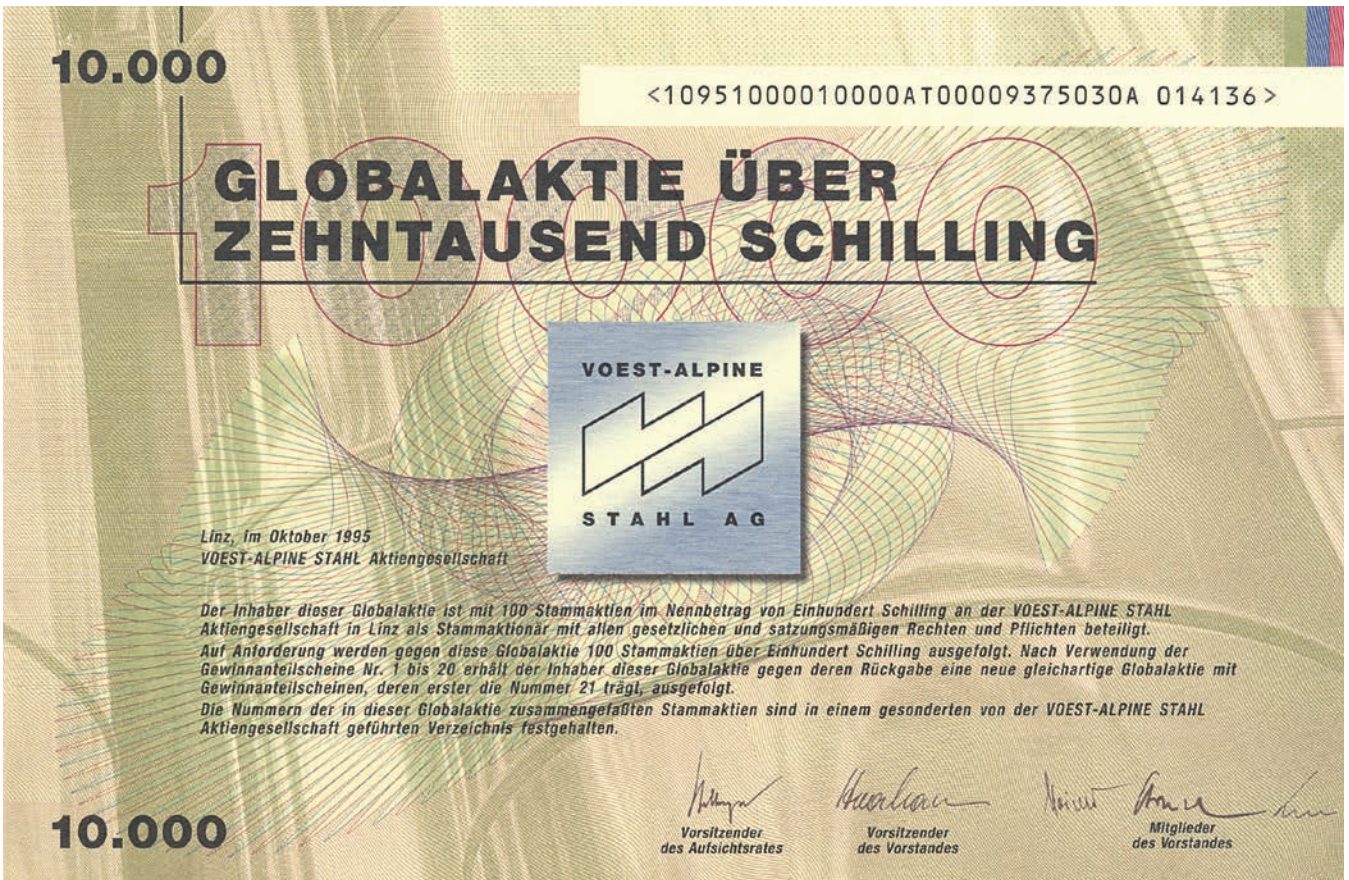 10.000
<10951000010000AT00009375030A 014136>
10000
GLOBALAKTIE ÜBER
ZEHNTAUSEND SCHILLING
VOEST-ALPINE
STAHL AG
Linz, im Oktober 1995
VOEST-ALPINE STAHL Aktiengesellschaft
Der Inhaber dieser Globalaktie ist mit 100 Stammaktien im Nennbetrag von Einhundert Schilling an der VOEST-ALPINE STAHL
Aktiengesellschaft in Linz als Stammaktionär mit allen gesetzlichen und satzungsmäßigen Rechten und Pflichten beteiligt.
Auf Anforderung werden gegen diese Globalaktie 100 Stammaktien über Einhundert Schilling ausgefolgt. Nach Verwendung der
Gewinnanteilscheine Nr. 1 bis 20 erhält der Inhaber dieser Globalaktie gegen deren Rückgabe eine neue gleichartige Globalaktie mit
Gewinnanteilscheinen, deren erster die Nummer 21 trägt, ausgefolgt.
Die Nummern der in dieser Globalaktie zusammengefaßten Stammaktien sind in einem gesonderten von der VOEST-ALPINE STAHL
Aktiengesellschaft geführten Verzeichnis festgehalten.
10.000
Vorsitzender
des Aufsichtsrates
Vorsitzender
des Vorstandes
Mitglieder
des Vorstandes